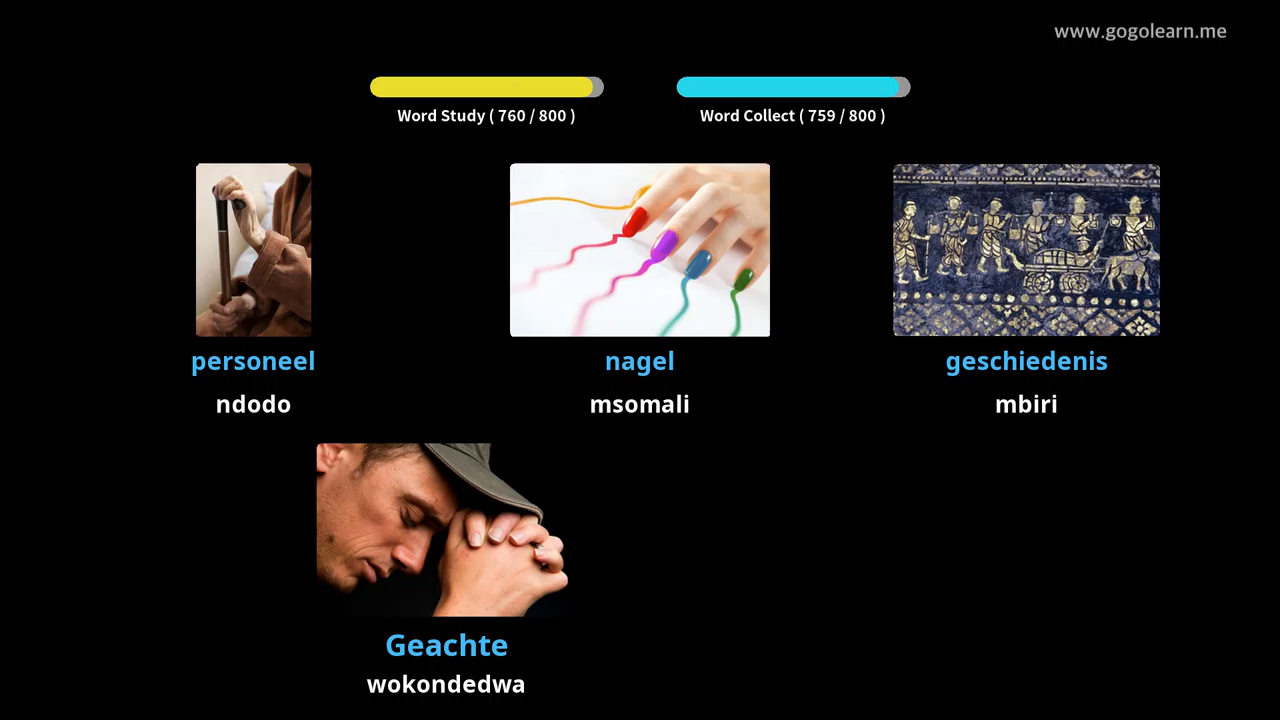 www.gogolearn.me
Word Study ( 760 / 800 )
Word Collect ( 759 / 800 )
personeel
nagel
geschiedenis
ndodo
msomali
mbiri
Geachte
wokondedwa